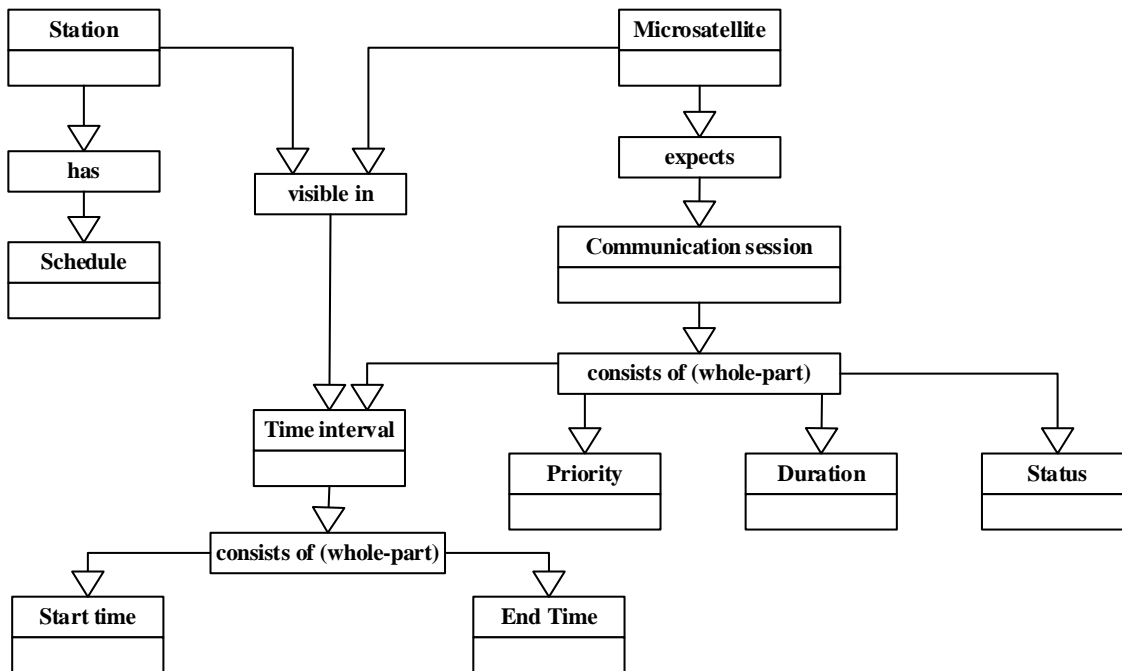 Station
Microsatellite
has
expects
visible in
Schedule
Communication session
consists of (whole-part)
Time interval
Priority
Duration
Status
consists of (whole-part)
Start time
End Time